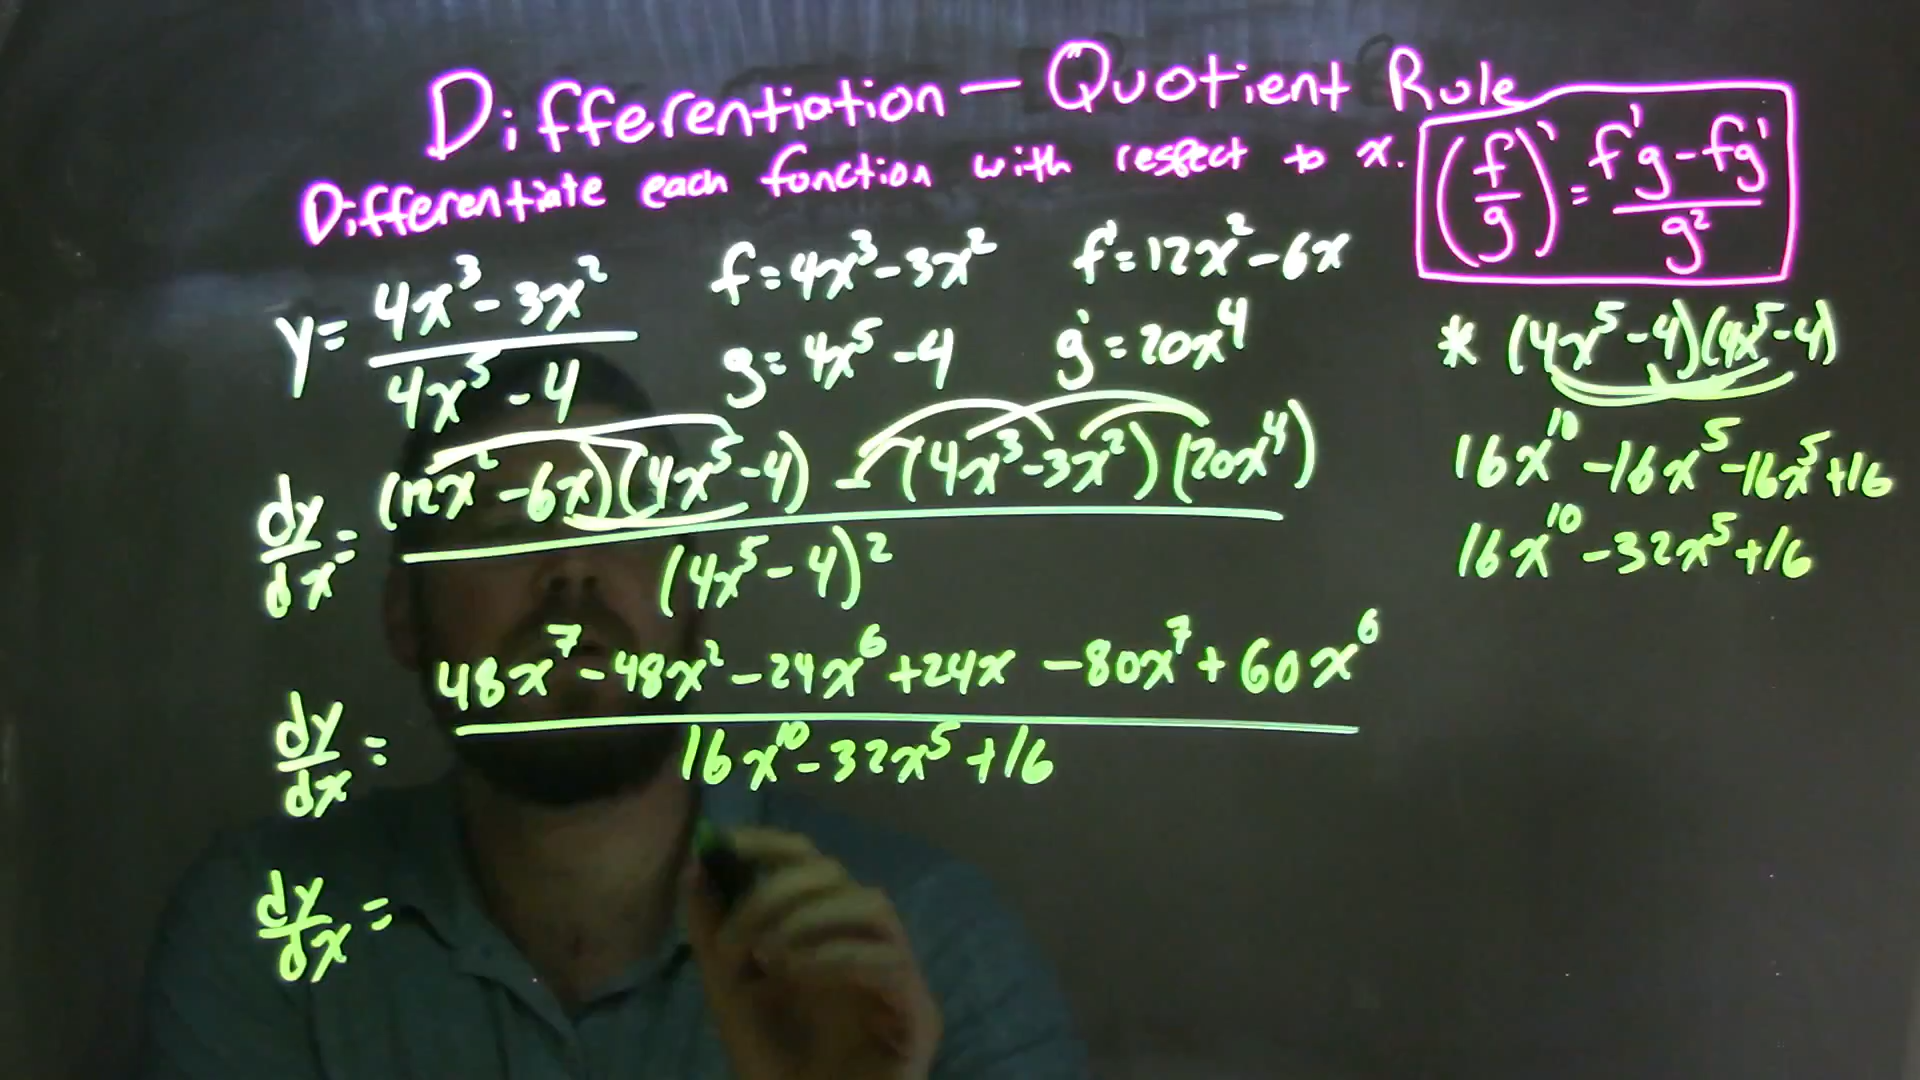 Differentiation — Quotient Rule
Differentiate each function with respect to x.
(f/g)' = (f'g - fg')/g²
y = (4x³ - 3x²)/(4x⁵ - 4)
f = 4x³ - 3x²
f' = 12x² - 6x
g = 4x⁵ - 4
g' = 20x⁴
dy/dx = ((12x² - 6x)(4x⁵ - 4) - (4x³ - 3x²)(20x⁴))/(4x⁵ - 4)²
dy/dx = (48x⁷ - 48x² - 24x⁶ + 24x - 80x⁷ + 60x⁶)/(16x¹⁰ - 32x⁵ + 16)
dy/dx =
* (4x⁵ - 4)(4x⁵ - 4)
16x¹⁰ - 16x⁵ - 16x⁵ + 16
16x¹⁰ - 32x⁵ + 16